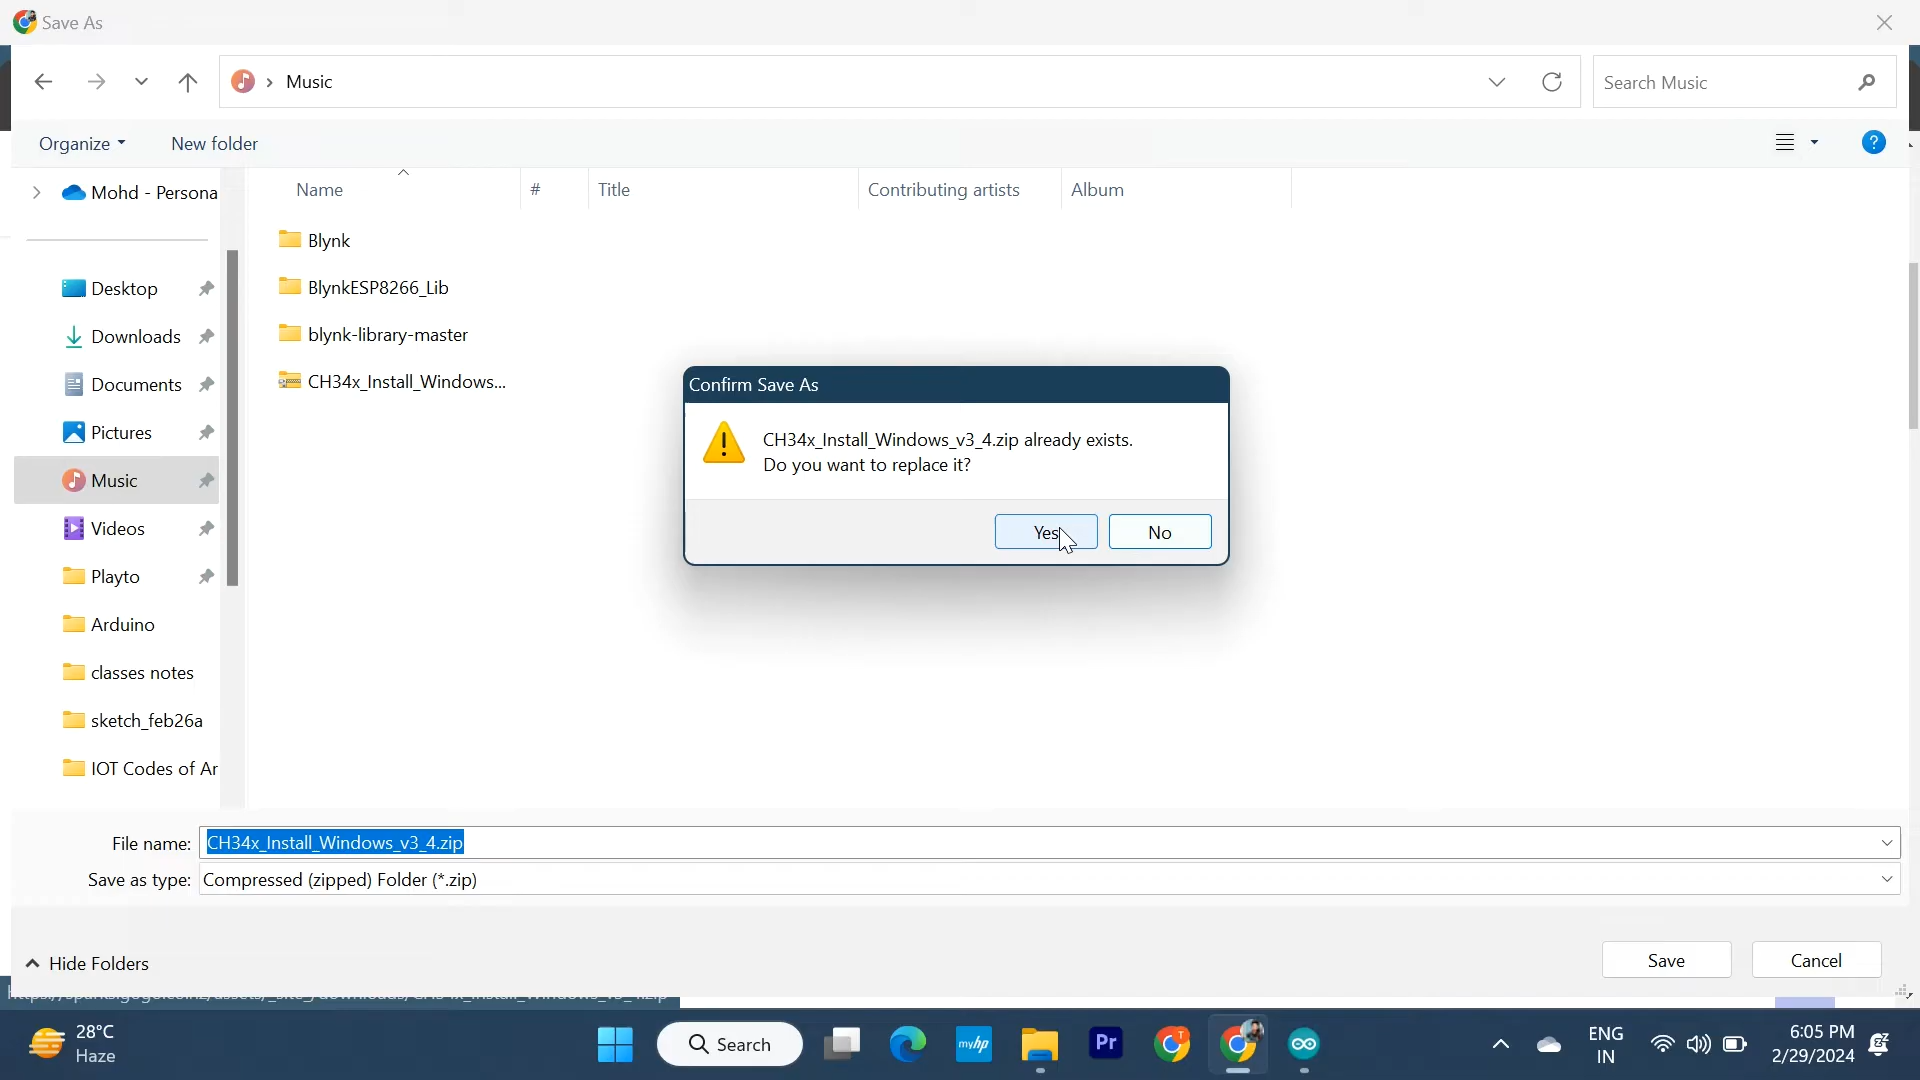 Save As
Music
Search Music
Organize
New folder
Mohd - Persona
Name
#
Title
Contributing artists
Album
Desktop
Downloads
Documents
Pictures
Music
Videos
Playto
Arduino
classes notes
sketch_feb26a
IOT Codes of Ar
Blynk
BlynkESP8266_Lib
blynk-library-master
CH34x_Install_Windows...
Confirm Save As
CH34x_Install_Windows_v3_4.zip already exists.
Do you want to replace it?
Yes
No
File name: CH34x_Install_Windows_v3_4.zip
Save as type: Compressed (zipped) Folder (*.zip)
Hide Folders
Save
Cancel
28°C
Haze
Search
myhp
Pr
T
ENG
IN
6:05 PM
2/29/2024